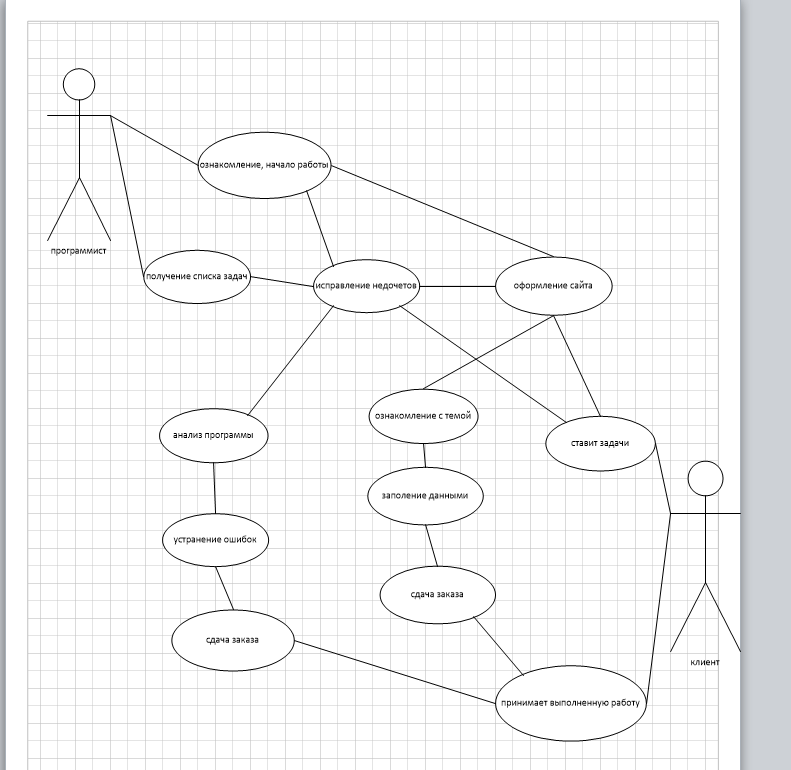 ознакомление, начало работы
программист
получение списка задач
исправление недочетов
оформление сайта
ознакомление с темой
анализ программы
ставит задачи
заполение данными
устранение ошибок
сдача заказа
сдача заказа
клиент
принимает выполненную работу